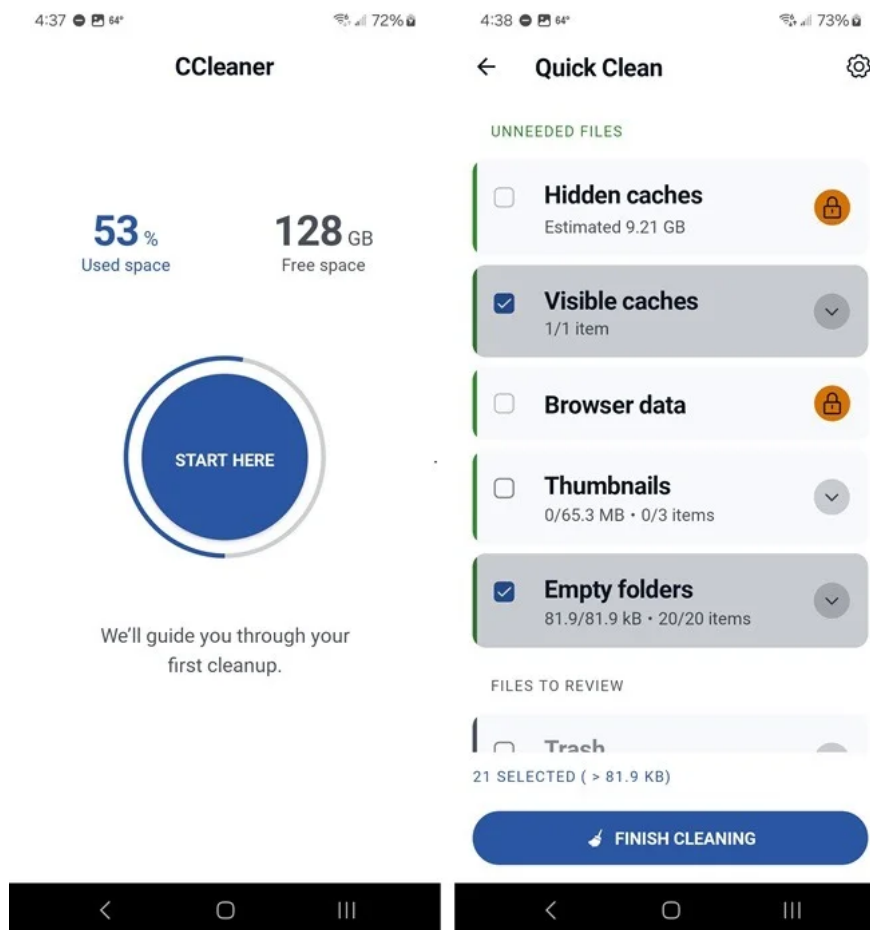 4:37 64°
72%
CCleaner
53 %
Used space
128 GB
Free space
START HERE
We'll guide you through your
first cleanup.
4:38 64°
73%
Quick Clean
UNNEEDED FILES
Hidden caches
Estimated 9.21 GB
Visible caches
1/1 item
Browser data
Thumbnails
0/65.3 MB • 0/3 items
Empty folders
81.9/81.9 kB • 20/20 items
FILES TO REVIEW
Trash
21 SELECTED ( > 81.9 KB)
FINISH CLEANING